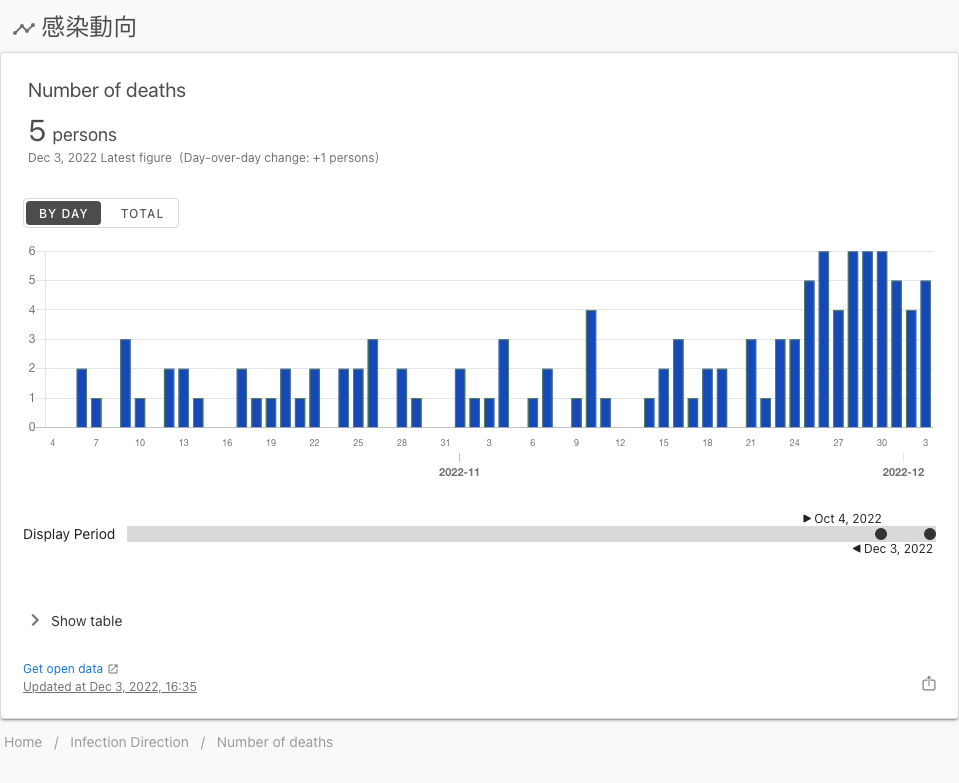 感染動向
Number of deaths
5 persons
Dec 3, 2022 Latest figure (Day-over-day change: +1 persons)
BY DAY TOTAL
6
5
4
3
2
1
0
4 7 10 13 16 19 22 25 28 31 3 6 9 12 15 18 21 24 27 30 3
2022-11 2022-12
Oct 4, 2022
Display Period
Dec 3, 2022
Show table
Get open data
Updated at Dec 3, 2022, 16:35
Home / Infection Direction / Number of deaths